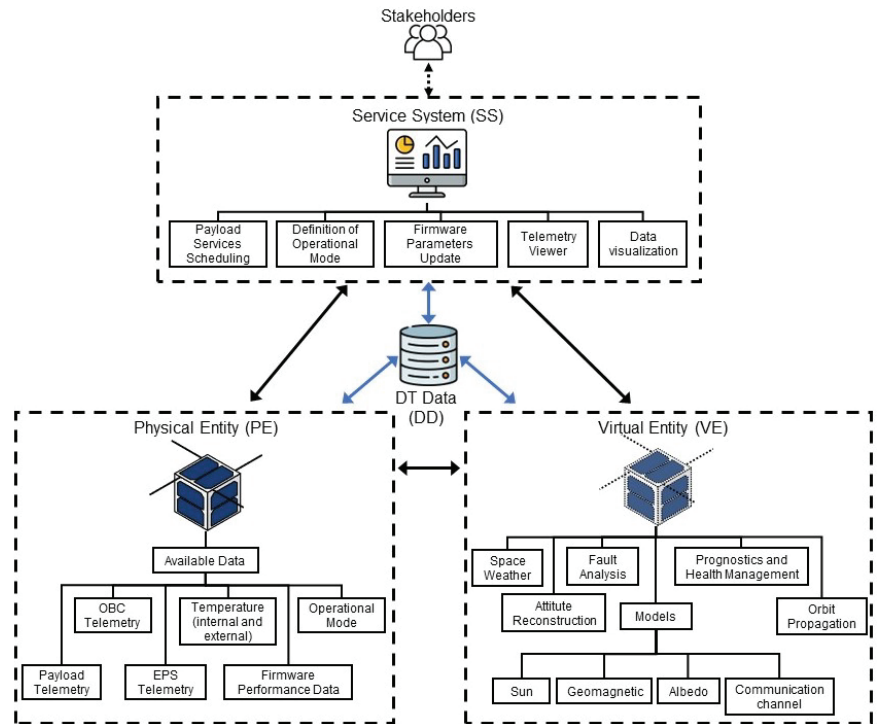 Stakeholders
Service System (SS)
Payload
Services
Scheduling
Definition of
Operational
Mode
Firmware
Parameters
Update
Telemetry
Viewer
Data
visualization
DT Data
(DD)
Physical Entity (PE)
Available Data
OBC
Telemetry
Temperature
(internal and
external)
Operational
Mode
Payload
Telemetry
EPS
Telemetry
Firmware
Performance Data
Virtual Entity (VE)
Space
Weather
Fault
Analysis
Prognostics and
Health Management
Attitute
Reconstruction
Models
Orbit
Propagation
Sun
Geomagnetic
Albedo
Communication
channel